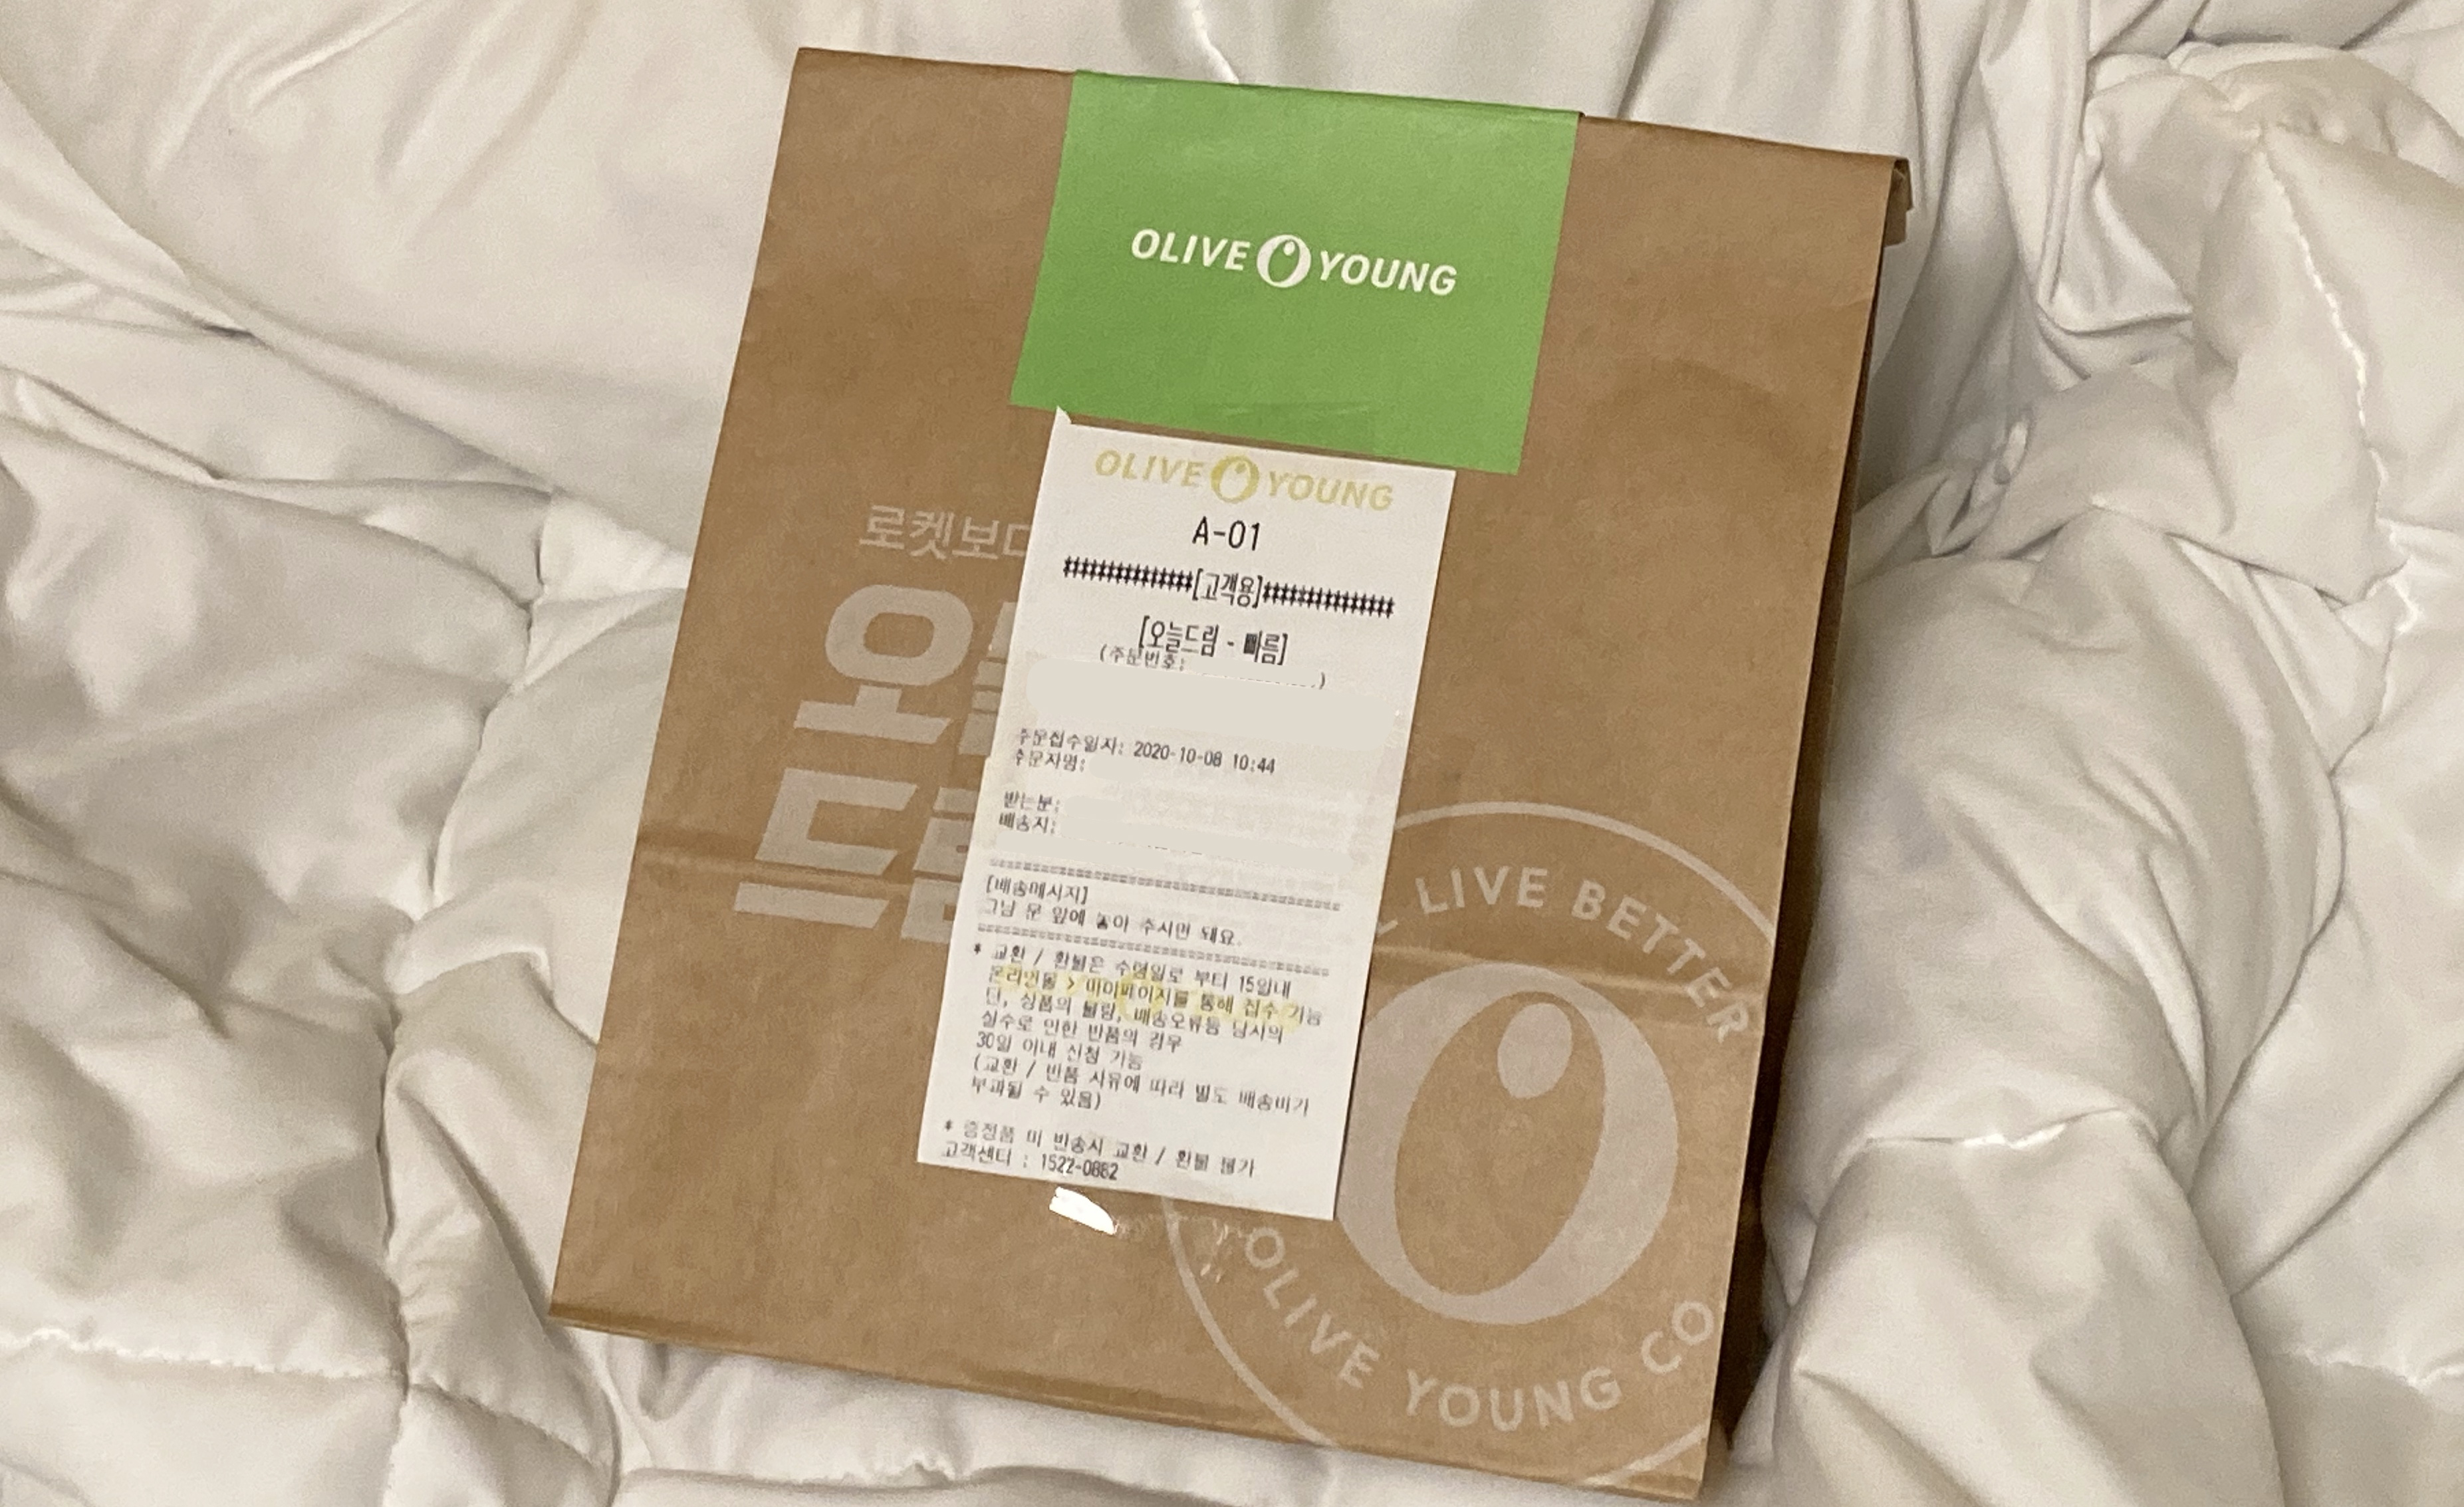 OLIVE YOUNG
OLIVE YOUNG
A-01
##############[고객용]##############
[오늘드림 - 빠름]
(주문번호:
)
주문접수일자: 2020-10-08 10:44
주문자명:
받는분:
배송지:
[배송메시지]
그냥 문 앞에 놓아 주시면 돼요.
* 교환 / 환불은 수령일로 부터 15일내
온라인몰 > 마이페이지를 통해 접수 가능
단, 상품의 불량, 배송오류등 당사의
실수로 인한 반품의 경우
30일 이내 신청 가능
(교환 / 반품 사유에 따라 별도 배송비가
부과될 수 있음)
* 증정품 미 반송시 교환 / 환불 불가
고객센터 : 1522-0882
로켓보다
오
드
LIVE BETTER
OLIVE YOUNG CO